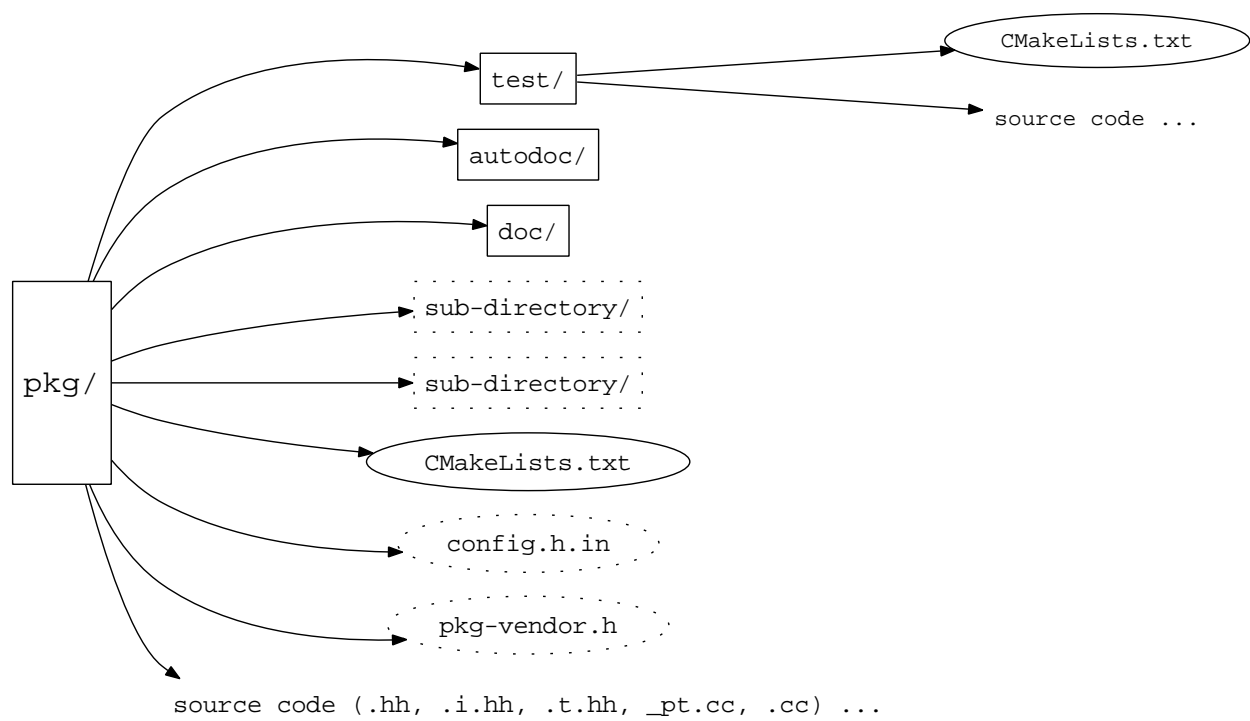 CMakeLists.txt
test/
source code ...
autodoc/
doc/
sub-directory/
pkg/
sub-directory/
CMakeLists.txt
config.h.in
pkg-vendor.h
source code (.hh, .i.hh, .t.hh, _pt.cc, .cc) ...